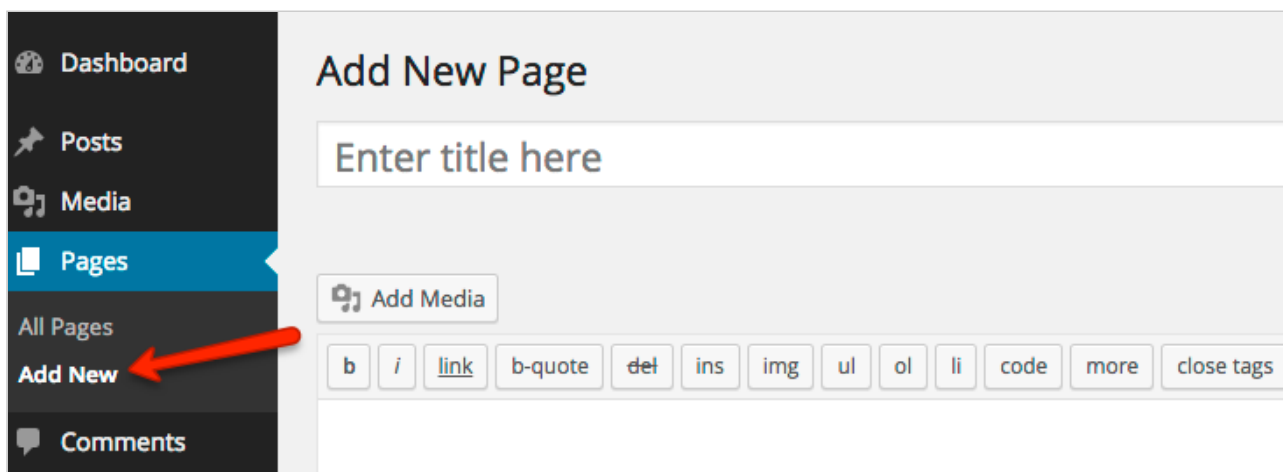 Dashboard
Posts
Media
Pages
All Pages
Add New
Comments
Add New Page
Enter title here
Add Media
b i link b-quote del ins img ul ol li code more close tags